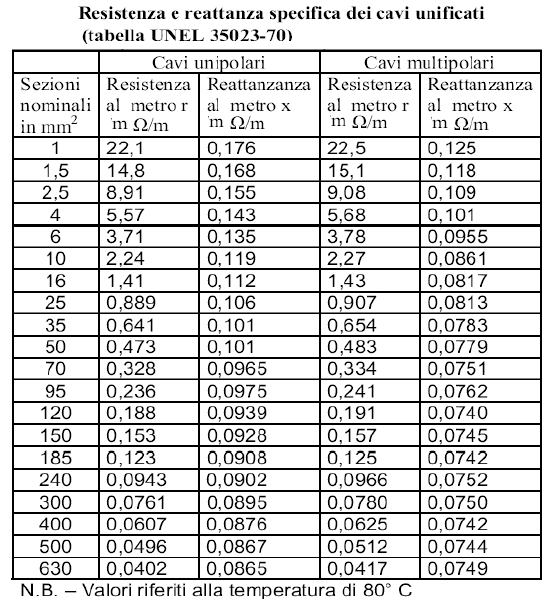 Resistenza e reattanza specifica dei cavi unificati
(tabella UNEL 35023-70)
Cavi unipolari Cavi multipolari
Sezioni nominali in mm² Resistenza al metro r m Ω/m Reattanzanza al metro x m Ω/m Resistenza al metro r m Ω/m Reattanzanza al metro x m Ω/m
1 22,1 0,176 22,5 0,125
1,5 14,8 0,168 15,1 0,118
2,5 8,91 0,155 9,08 0,109
4 5,57 0,143 5,68 0,101
6 3,71 0,135 3,78 0,0955
10 2,24 0,119 2,27 0,0861
16 1,41 0,112 1,43 0,0817
25 0,889 0,106 0,907 0,0813
35 0,641 0,101 0,654 0,0783
50 0,473 0,101 0,483 0,0779
70 0,328 0,0965 0,334 0,0751
95 0,236 0,0975 0,241 0,0762
120 0,188 0,0939 0,191 0,0740
150 0,153 0,0928 0,157 0,0745
185 0,123 0,0908 0,125 0,0742
240 0,0943 0,0902 0,0966 0,0752
300 0,0761 0,0895 0,0780 0,0750
400 0,0607 0,0876 0,0625 0,0742
500 0,0496 0,0867 0,0512 0,0744
630 0,0402 0,0865 0,0417 0,0749
N.B. – Valori riferiti alla temperatura di 80° C